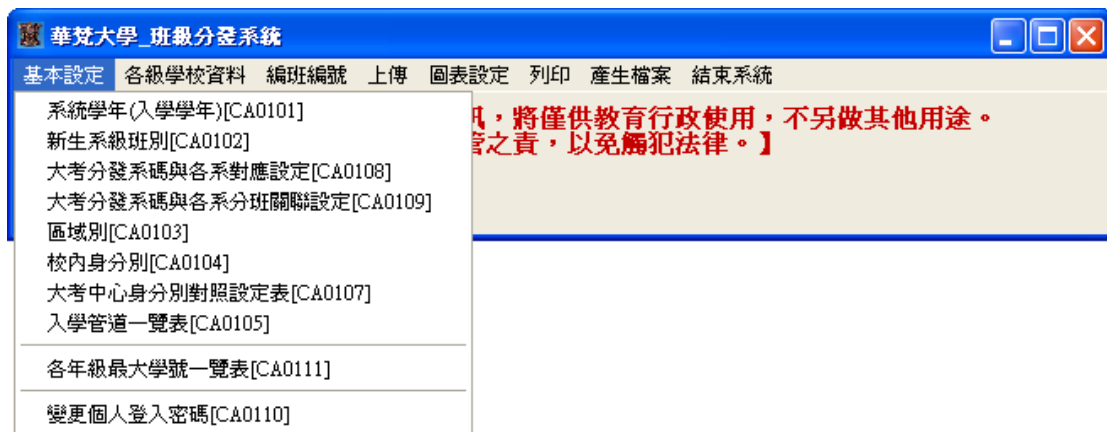 華梵大學_班級分發系統
基本設定 各級學校資料 編班編號 上傳 圖表設定 列印 產生檔案 結束系統
訊，將僅供教育行政使用，不另做其他用途。
管之責，以免觸犯法律。】
系統學年(入學學年)[CA0101]
新生系級班別[CA0102]
大考分發系碼與各系對應設定[CA0108]
大考分發系碼與各系分班關聯設定[CA0109]
區域別[CA0103]
校內身分別[CA0104]
大考中心身分別對照設定表[CA0107]
入學管道一覽表[CA0105]
各年級最大學號一覽表[CA0111]
變更個人登入密碼[CA0110]